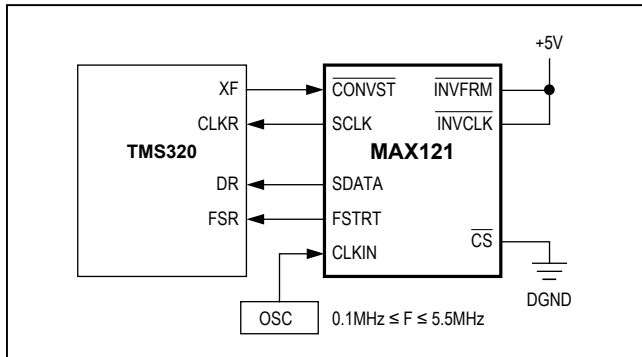 +5V
XF
CONVST
INVFRM
CLKR
SCLK
INVCLK
TMS320
MAX121
DR
SDATA
FSR
FSTRT
CS
CLKIN
DGND
OSC
0.1MHz ≤ F ≤ 5.5MHz